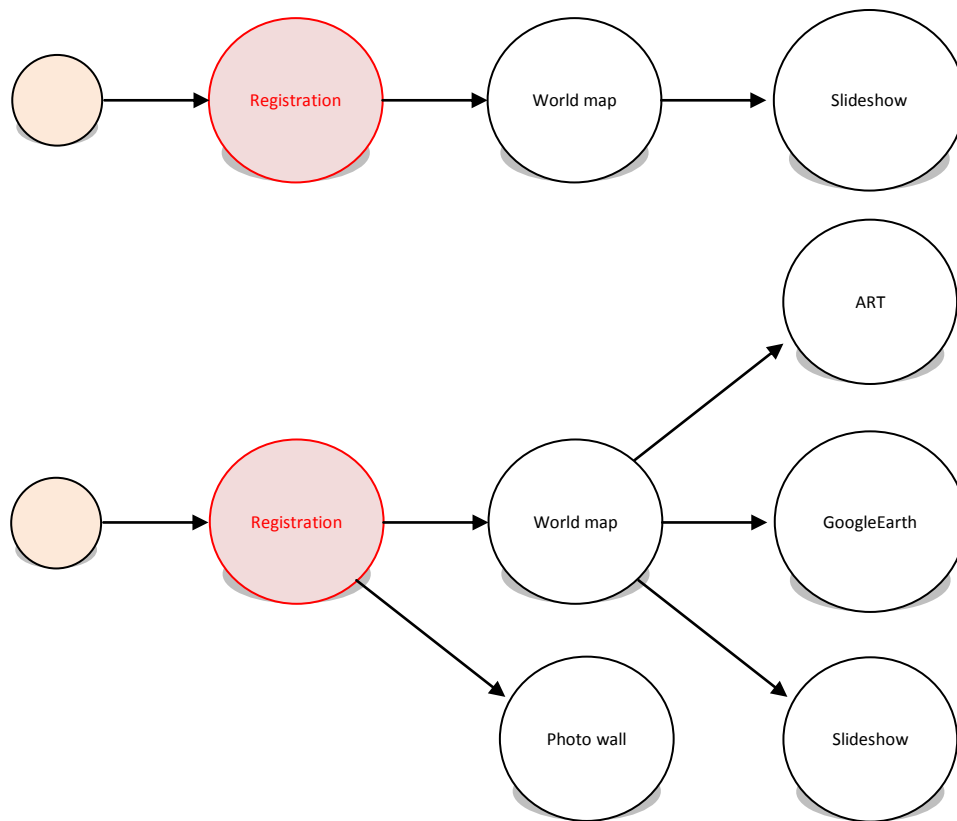 Registration
World map
Slideshow
ART
Registration
World map
GoogleEarth
Photo wall
Slideshow